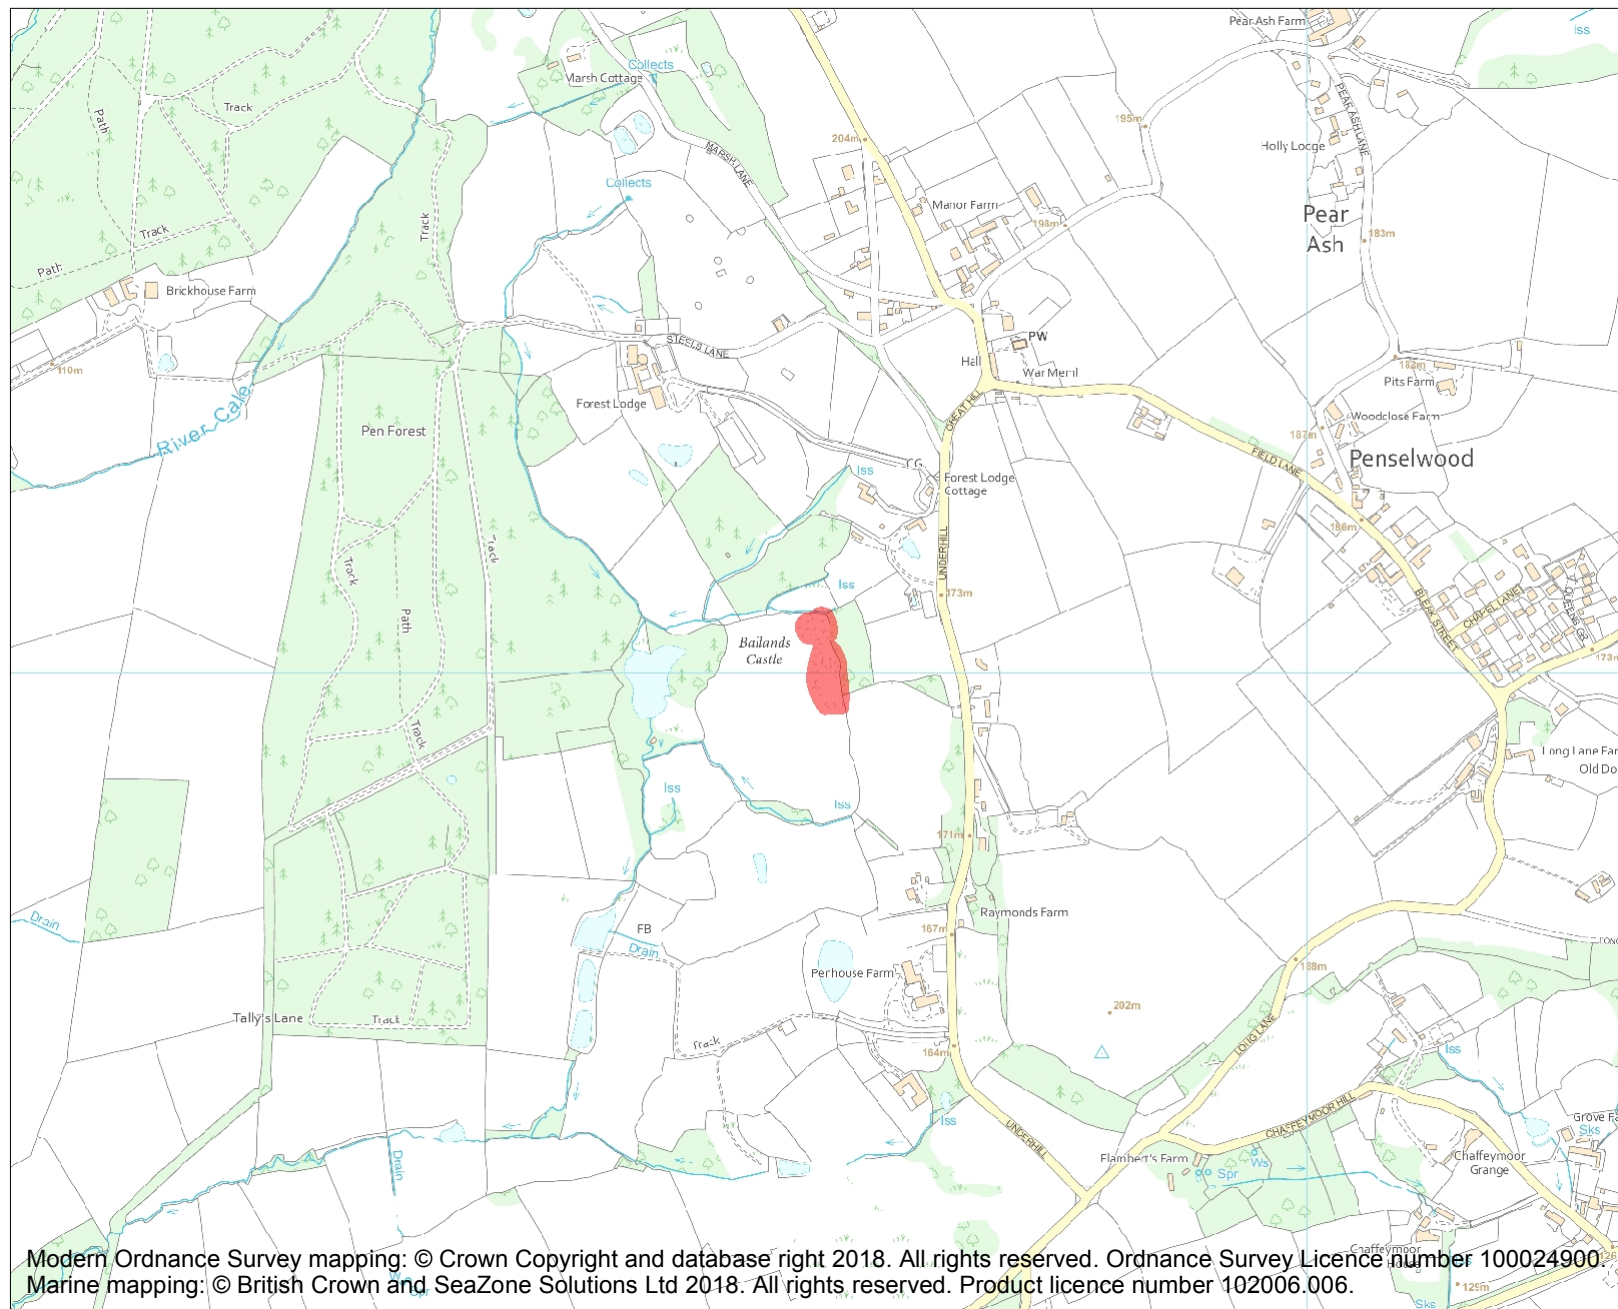 Pear Ash Farm
Iss
Collects
Marsh Cottage
Track
Path
PEAR ASH LANE
195m
204m
Holly Lodge
MARSH LANE
Collects
Manor Farm
Pear
Ash
Track
198m
183m
Track
Path
Brickhouse Farm
PW
STEELS LANE
Hall
110m
182m
Pits Farm
Forest Lodge
GREAT HILL
Woodclose Farm
River Cale
Pen Forest
187m
FIELD LANE
Penselwood
CG
Iss
Forest Lodge
Cottage
186m
Track
UNDERHILL
Track
Iss
173m
BLEAK STREET
CHAPEL LANE
Path
Bailands
Castle
173m
Track
Long Lane Far
Old Do
Iss
Iss
171m
Raymonds Farm
Drain
FB
167m
Drain
LONG
Penhouse Farm
188m
202m
Tally's Lane
Track
LONG LANE
Track
164m
Iss
Iss
UNDERHILL
CHAFFEYMOOR HILL
Grove Fa
Sks
Drain
Flambert's Farm
Ws
Spr
Chaffeymoor
Grange
Chaffeymoor
House
Modern Ordnance Survey mapping: © Crown Copyright and database right 2018. All rights reserved. Ordnance Survey Licence number 100024900.
Marine mapping: © British Crown and SeaZone Solutions Ltd 2018. All rights reserved. Product licence number 102006.006.
Spr
129m
Sks